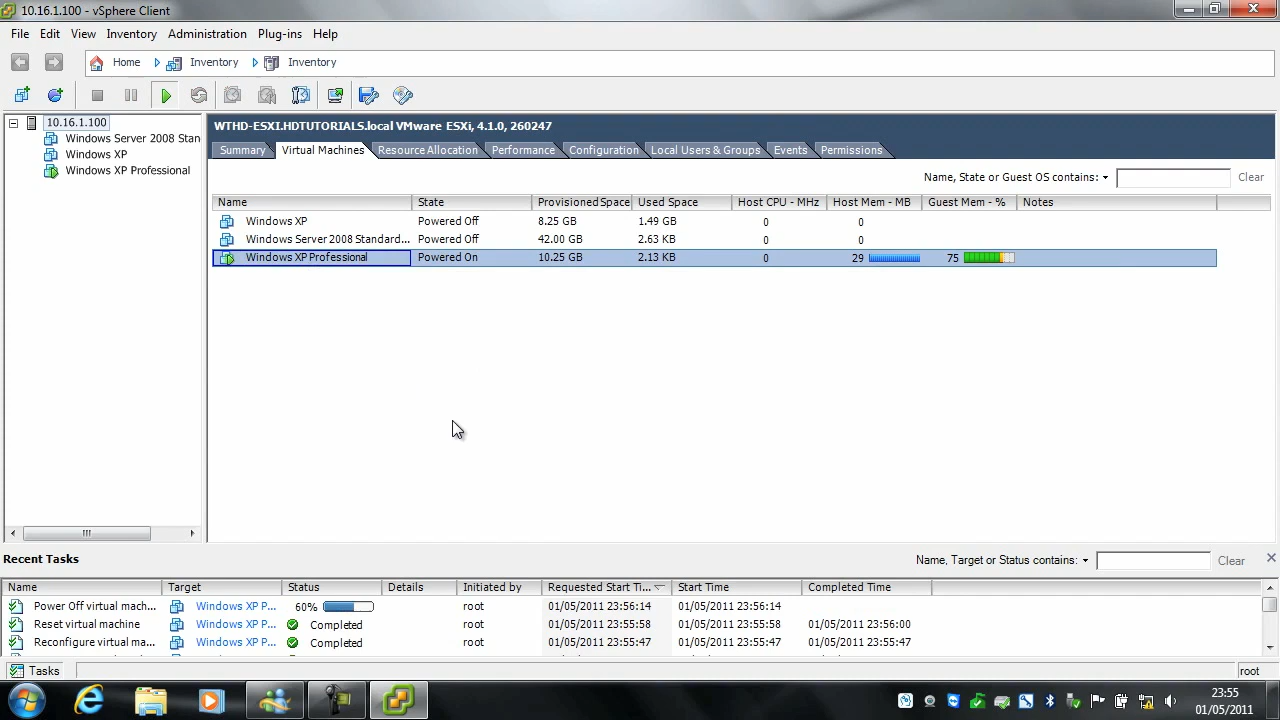 10.16.1.100 - vSphere Client
File Edit View Inventory Administration Plug-ins Help
Home Inventory Inventory
10.16.1.100
Windows Server 2008 Stan
Windows XP
Windows XP Professional
WTHD-ESXI.HDTUTORIALS.local VMware ESXi, 4.1.0, 260247
Summary Virtual Machines Resource Allocation Performance Configuration Local Users & Groups Events Permissions
Name, State or Guest OS contains: Clear
Name State Provisioned Space Used Space Host CPU - MHz Host Mem - MB Guest Mem - % Notes
Windows XP Powered Off 8.25 GB 1.49 GB 0 0
Windows Server 2008 Standard... Powered Off 42.00 GB 2.63 KB 0 0
Windows XP Professional Powered On 10.25 GB 2.13 KB 0 29 75
Recent Tasks Name, Target or Status contains: Clear
Name Target Status Details Initiated by Requested Start Ti... Start Time Completed Time
Power Off virtual mach... Windows XP P... 60% root 01/05/2011 23:56:14 01/05/2011 23:56:14
Reset virtual machine Windows XP P... Completed root 01/05/2011 23:55:58 01/05/2011 23:55:58 01/05/2011 23:56:00
Reconfigure virtual ma... Windows XP P... Completed root 01/05/2011 23:55:47 01/05/2011 23:55:47 01/05/2011 23:55:47
Tasks root
23:55
01/05/2011